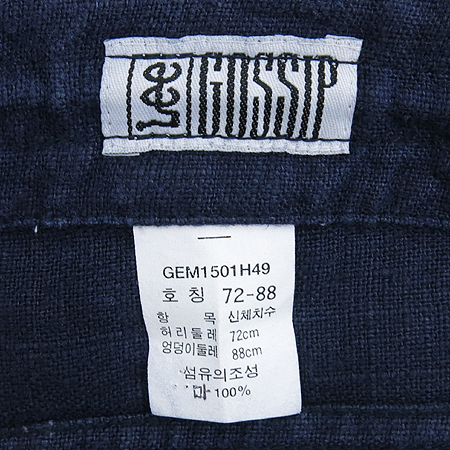 Lee GOSSIP
GEM1501H49
호 칭 72-88
항 목 신체치수
허리둘레 72cm
엉덩이둘레 88cm
섬유의조성
마 100%